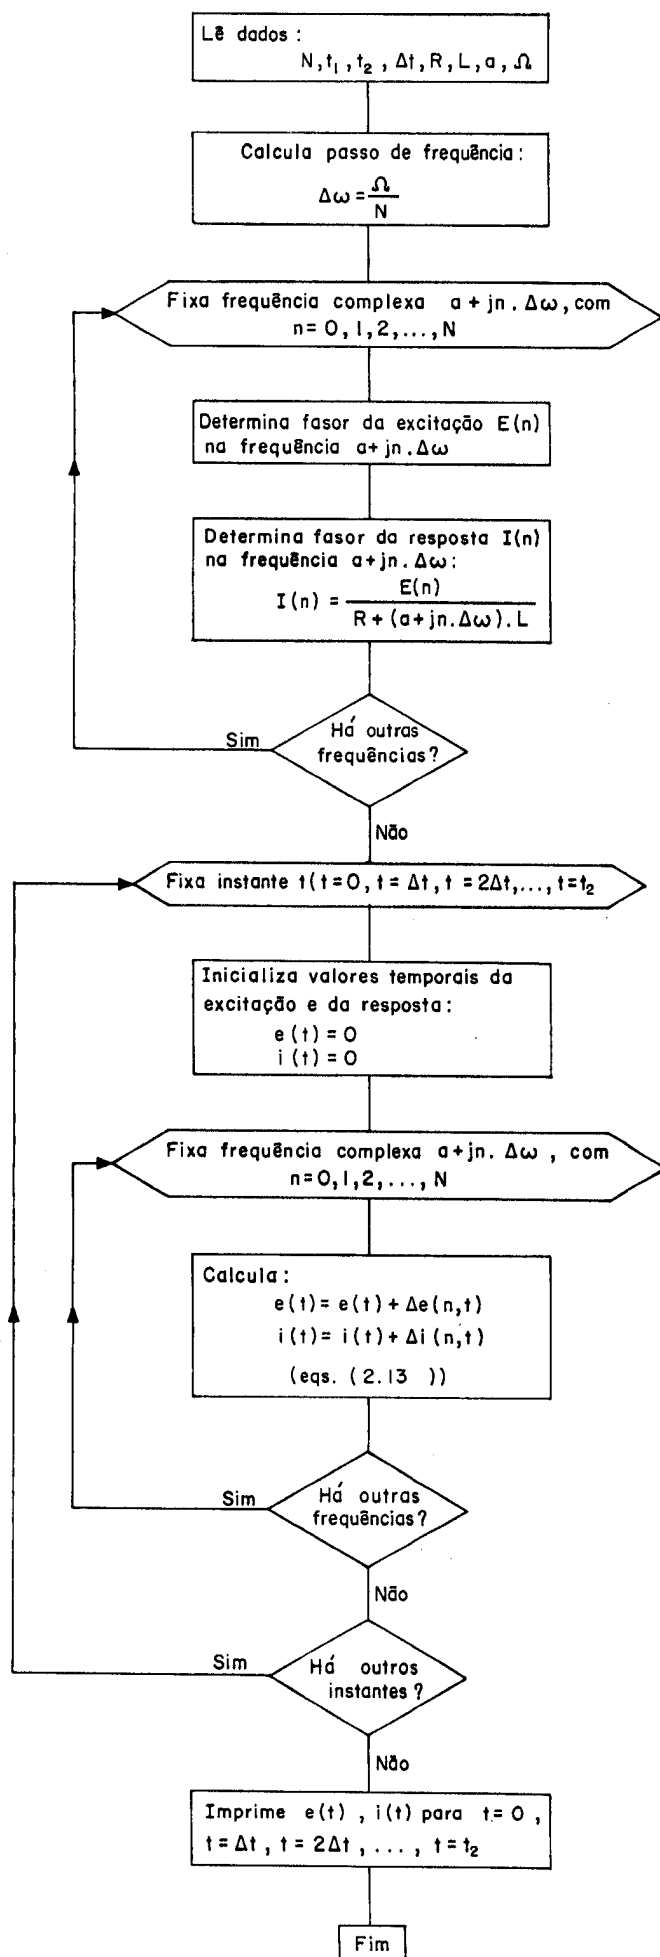 Lê dados :
N, t₁ , t₂ , Δt, R, L, a, Ω
Calcula passo de frequência :
Δω = Ω
N
Fixa frequência complexa a + jn . Δω , com
n = 0, 1, 2, ..., N
Determina fasor da excitação E(n)
na frequência a+ jn . Δω
Determina fasor da resposta I(n)
na frequência a+jn. Δω:
I(n) = E(n)
R + (a+jn.Δω). L
Há outras
frequências ?
Sim
Não
Fixa instante t(t=0, t= Δt, t = 2Δt, ..., t=t₂
Inicializa valores temporais da
excitação e da resposta :
e (t) = 0
i (t) = 0
Fixa frequência complexa a+jn. Δω , com
n=0,1,2, ..., N
Calcula :
e(t)= e(t) + Δe(n,t)
i (t)= i (t) + Δi (n,t)
(eqs. (2.13 ))
Há outras
frequências ?
Sim
Não
Há outros
instantes ?
Sim
Não
Imprime e(t) , i(t) para t= 0 ,
t= Δt , t = 2Δt , ..., t= t₂
Fim